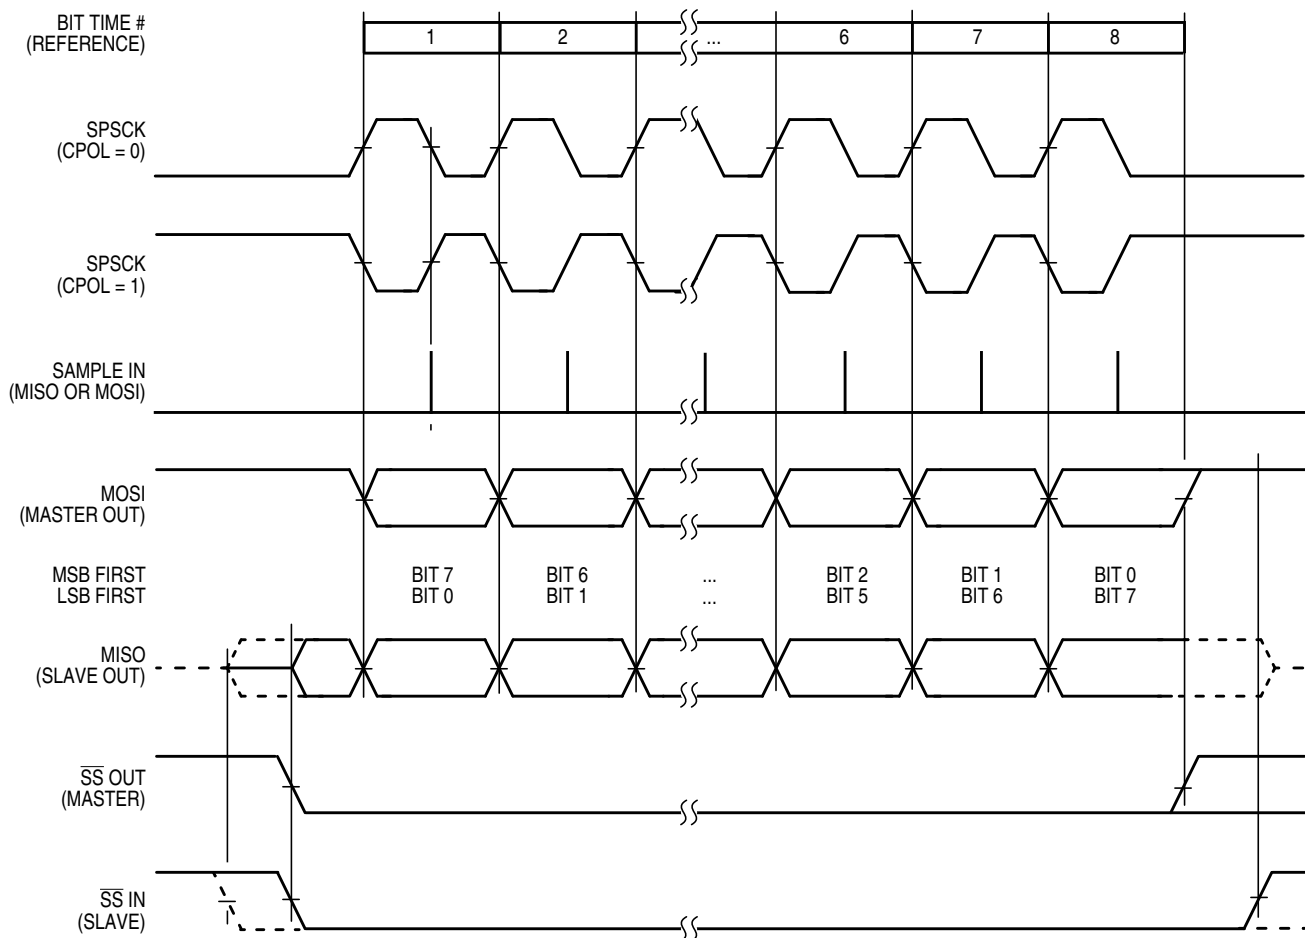 BIT TIME #
(REFERENCE)
1 2 ... 6 7 8
SPSCK
(CPOL = 0)
SPSCK
(CPOL = 1)
SAMPLE IN
(MISO OR MOSI)
MOSI
(MASTER OUT)
MSB FIRST BIT 7 BIT 6 ... BIT 2 BIT 1 BIT 0
LSB FIRST BIT 0 BIT 1 ... BIT 5 BIT 6 BIT 7
MISO
(SLAVE OUT)
S̅S̅ OUT
(MASTER)
S̅S̅ IN
(SLAVE)